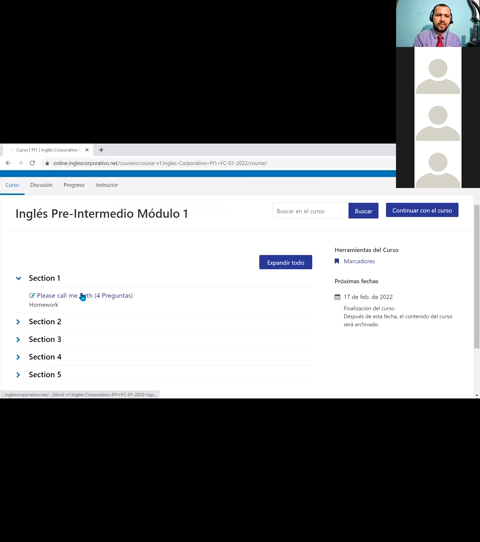 Curso | PI1 | Inglés Corporativo
online.inglescorporativo.net/courses/course-v1:Ingles-Corporativo+PI1+FC-01-2022/course/
Curso Discusión Progreso Instructor
Inglés Pre-Intermedio Módulo 1
Buscar en el curso Buscar Continuar con el curso
Expandir todo
Herramientas del Curso
Marcadores
Próximas fechas
17 de feb. de 2022
Finalización del curso
Después de esta fecha, el contenido del curso
será archivado.
Section 1
Please call me Beth (4 Preguntas)
Homework
Section 2
Section 3
Section 4
Section 5